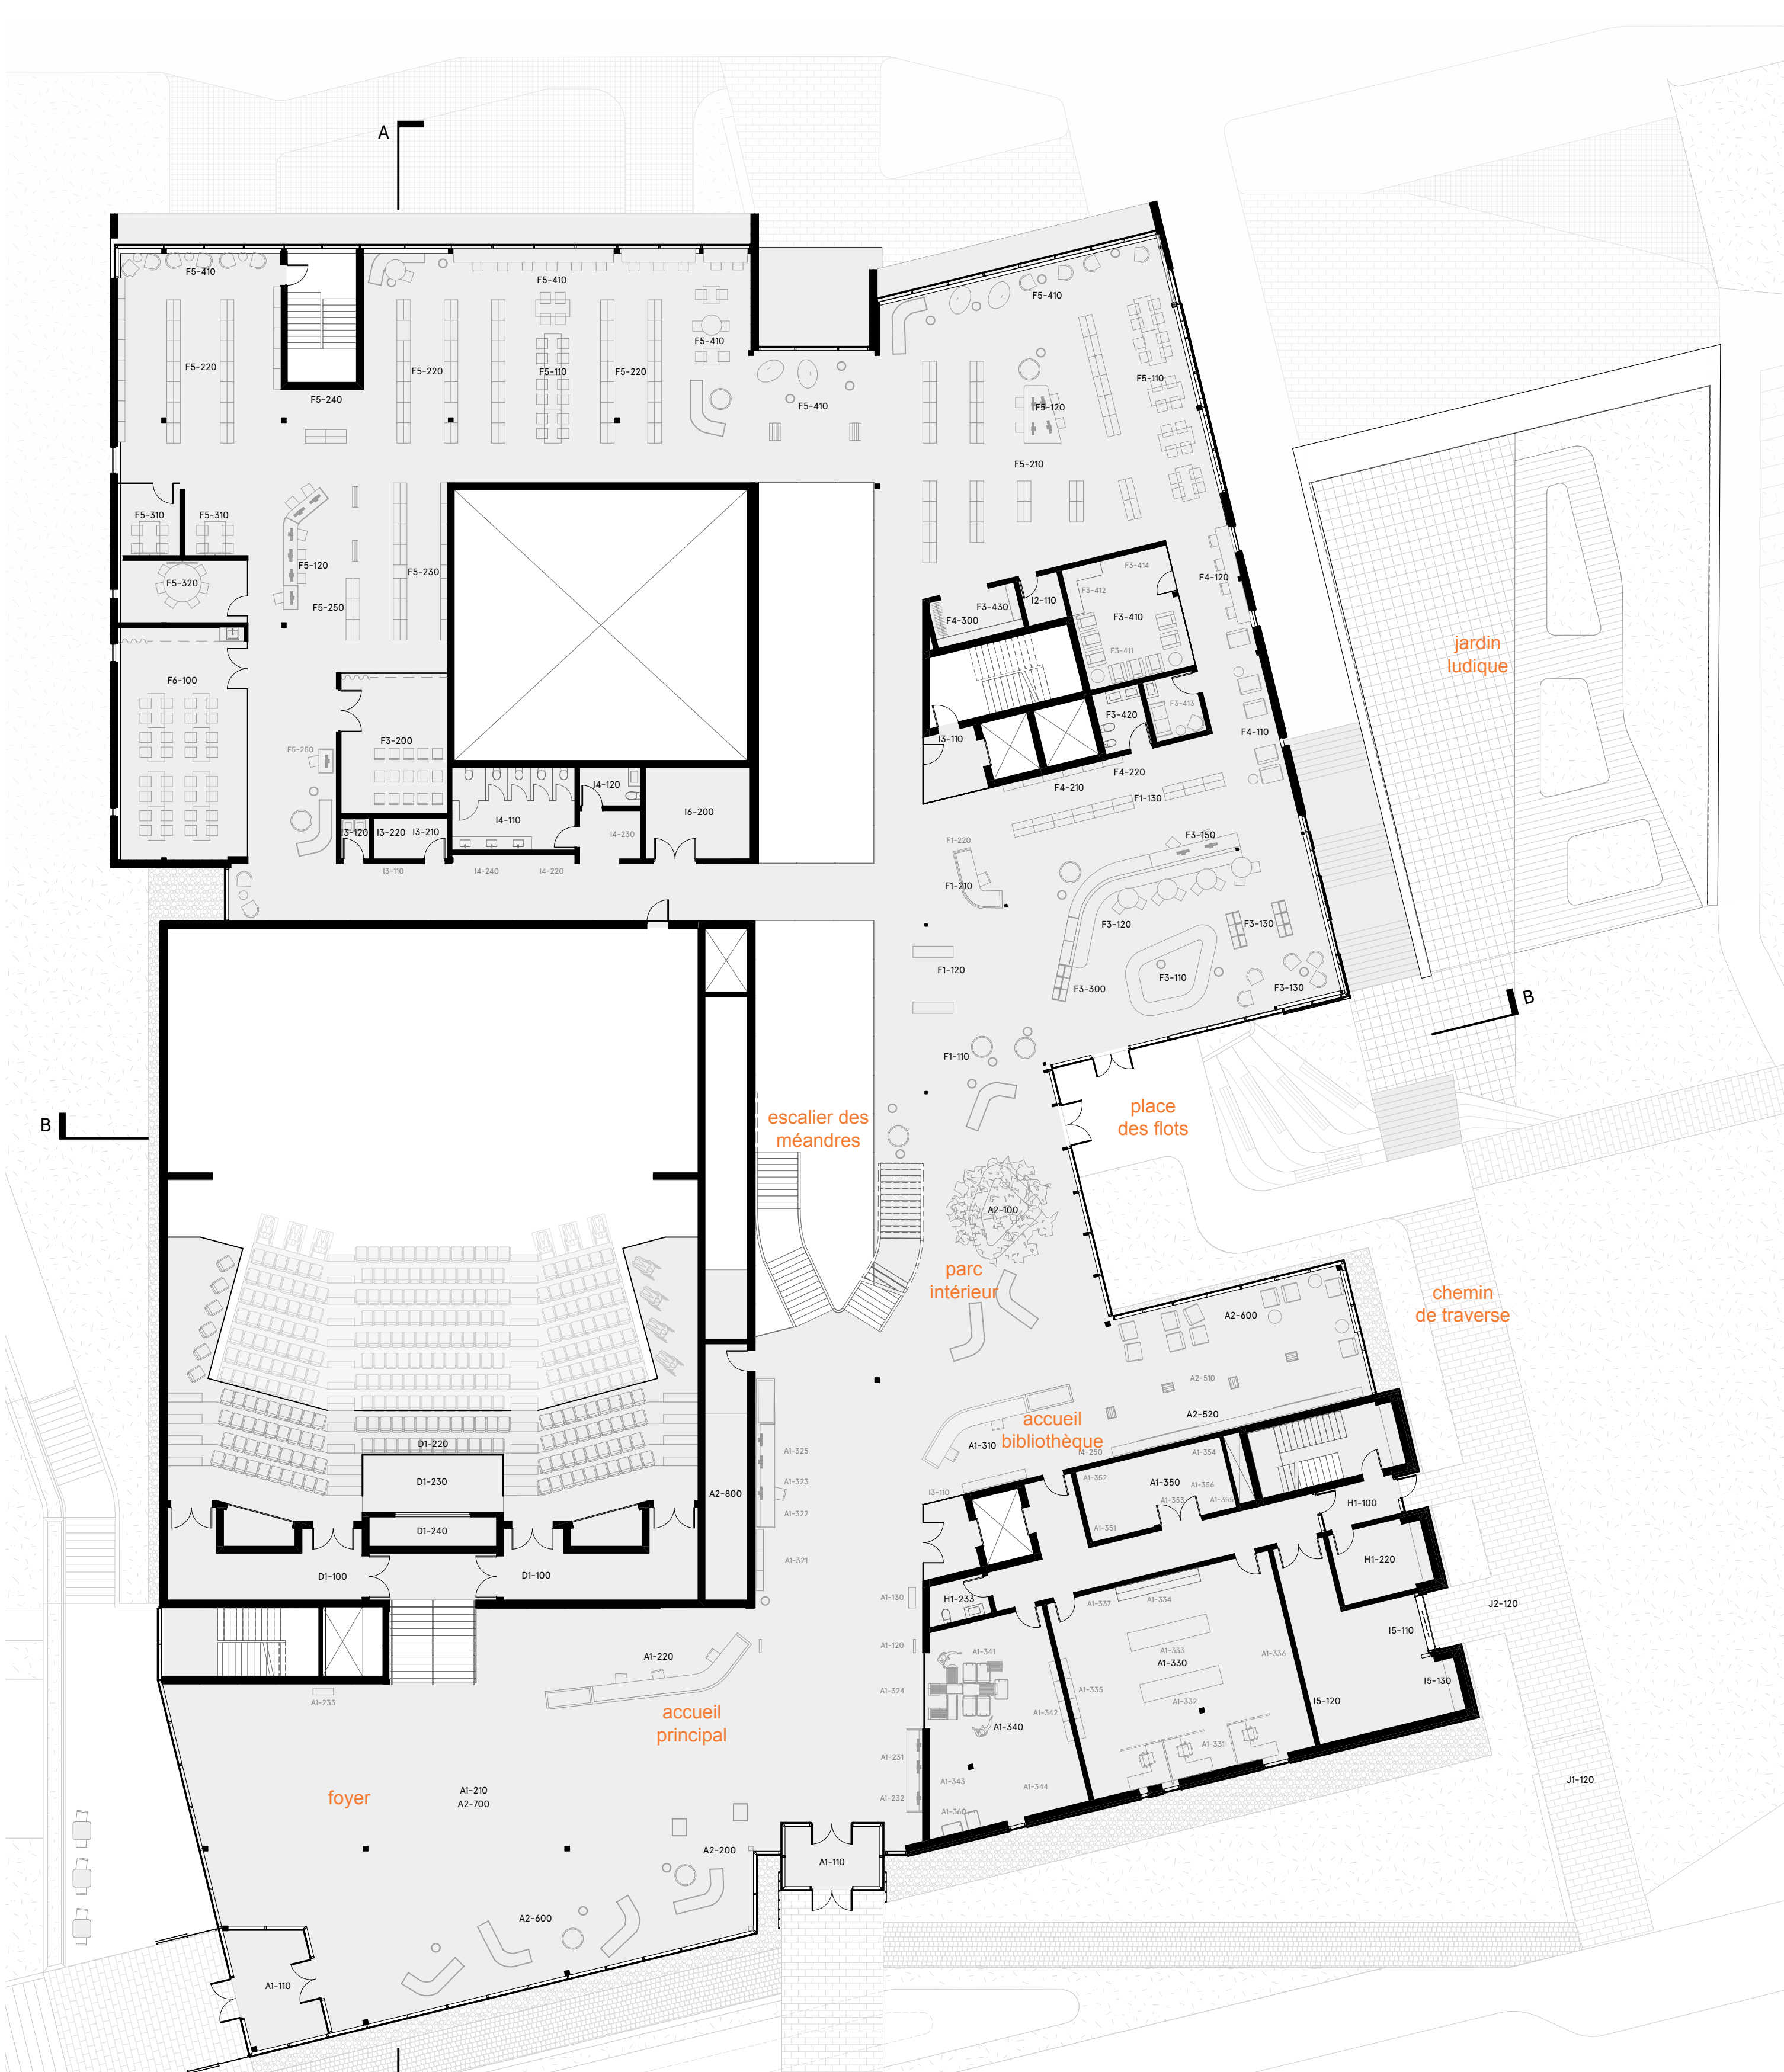 A
F5-410
F5-410
F5-410
F5-410
F5-220
F5-220
F5-110
F5-220
F5-110
F5-240
F5-410
F5-120
F5-210
F5-310
F5-310
F5-120
F5-230
F5-320
F5-250
F3-414
F3-412
F4-120
F3-430
I2-110
F4-300
F3-410
F3-411
jardin
ludique
F6-100
F3-413
F3-420
F4-110
F5-250
F3-200
I3-110
F4-220
F4-210
F1-130
I4-120
I6-200
I4-110
I3-120
I3-220
I3-210
I4-230
F3-150
F1-220
I3-110
I4-240
I4-220
F1-210
F3-120
F3-130
F1-120
F3-110
F3-300
F3-130
B
F1-110
B
escalier des
méandres
place
des flots
A2-100
parc
intérieur
chemin
de traverse
A2-600
A2-510
A2-520
accueil
bibliothèque
A1-310
I4-250
D1-220
A1-325
A1-354
D1-230
A1-323
A1-352
A1-350
A1-356
A2-800
I3-110
A1-353
A1-355
H1-100
A1-322
A1-351
D1-240
A1-321
H1-220
D1-100
D1-100
A1-130
H1-233
A1-337
A1-334
J2-120
I5-110
A1-120
A1-341
A1-333
A1-336
A1-220
A1-330
I5-130
A1-233
A1-324
A1-335
A1-332
I5-120
accueil
principal
A1-342
A1-340
A1-331
A1-231
A1-343
A1-344
J1-120
foyer
A1-210
A2-700
A1-232
A1-360
A2-200
A1-110
A2-600
A1-110